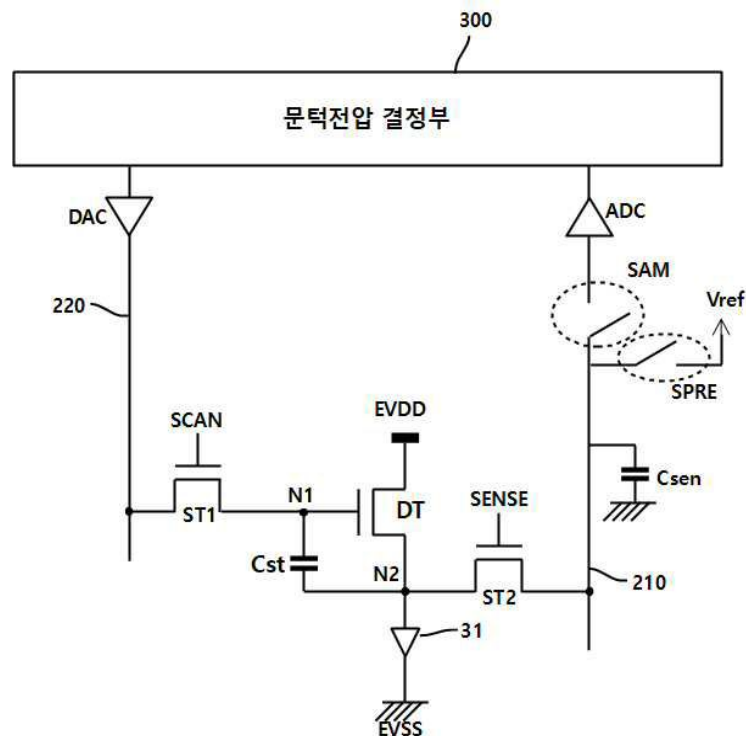 300
문턱전압 결정부
DAC
ADC
SAM
220
Vref
SPRE
SCAN
EVDD
Csen
N1
DT
SENSE
ST1
Cst
N2
ST2
210
31
EVSS